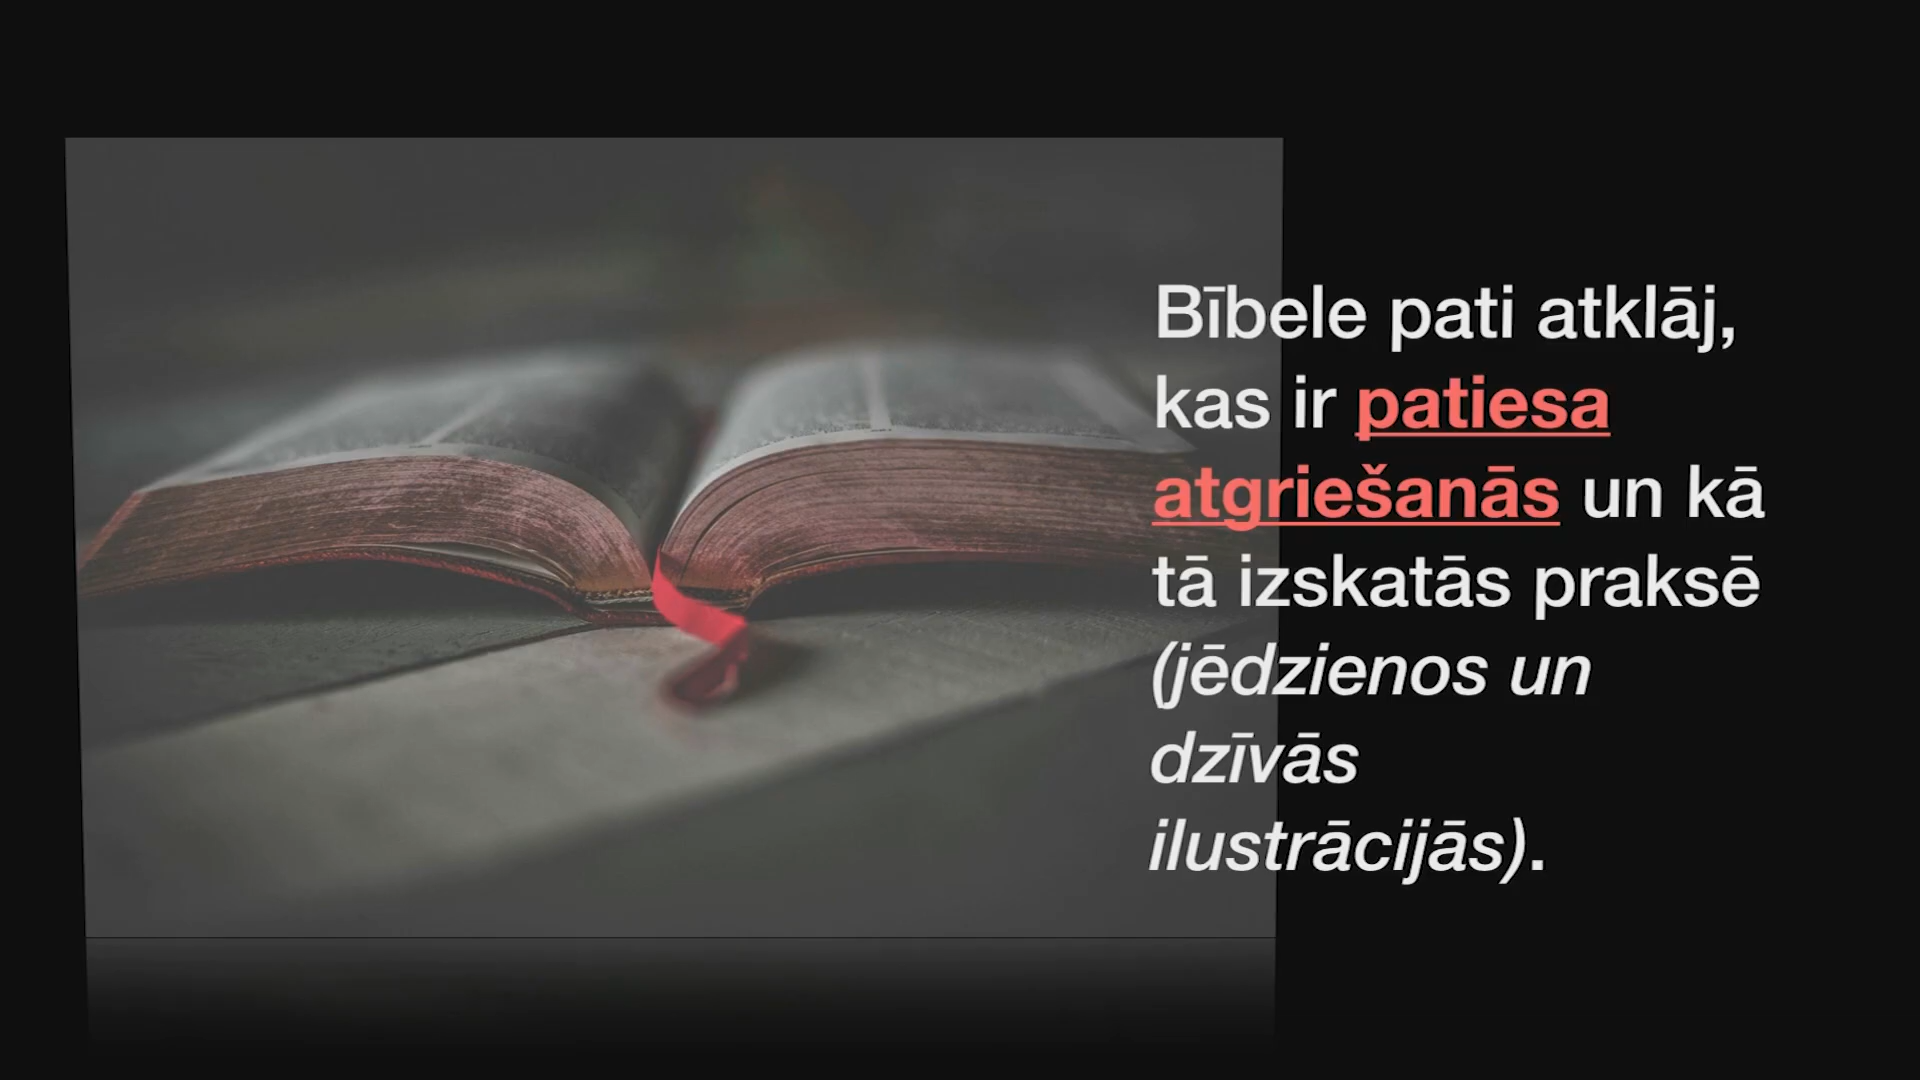 Bībele pati atklāj,
kas ir patiesa
atgriešanās un kā
tā izskatās praksē
(jēdzienos un
dzīvās
ilustrācijās).